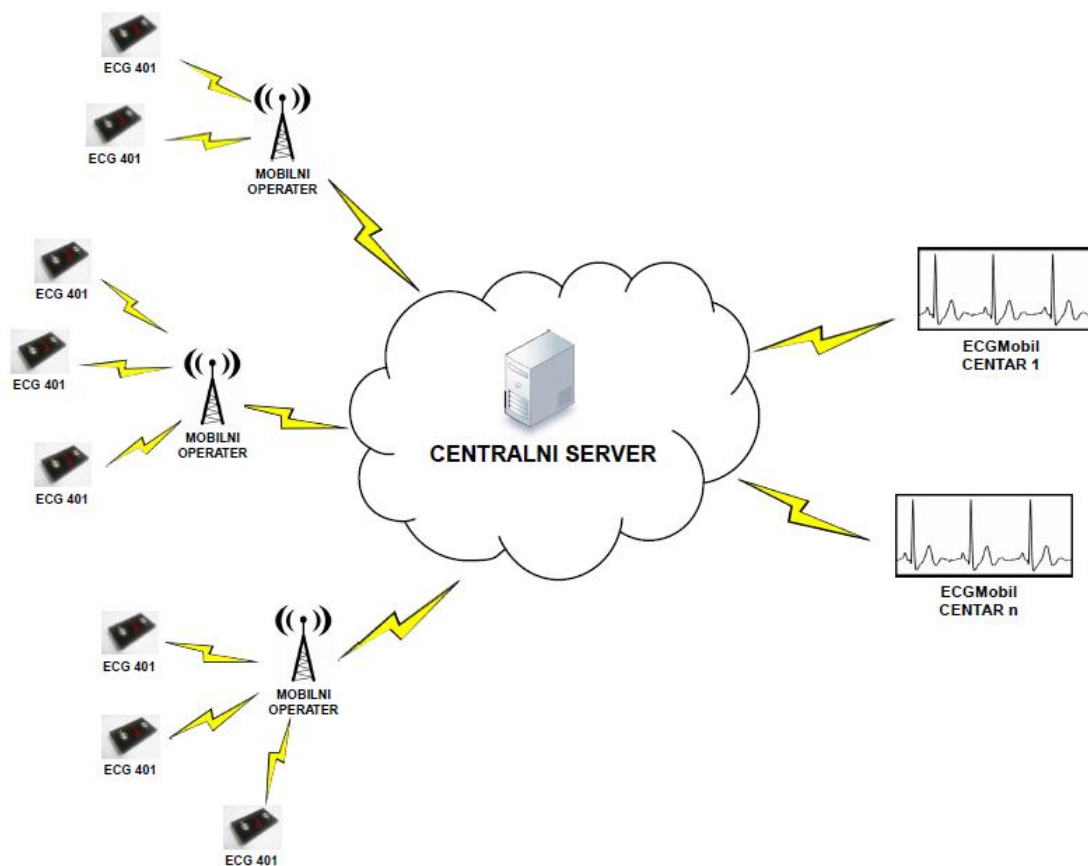 ECG 401
ECG 401
MOBILNI
OPERATER
ECG 401
ECG 401
ECG 401
MOBILNI
OPERATER
CENTRALNI SERVER
ECGMobil
CENTAR 1
ECGMobil
CENTAR n
ECG 401
ECG 401
ECG 401
MOBILNI
OPERATER